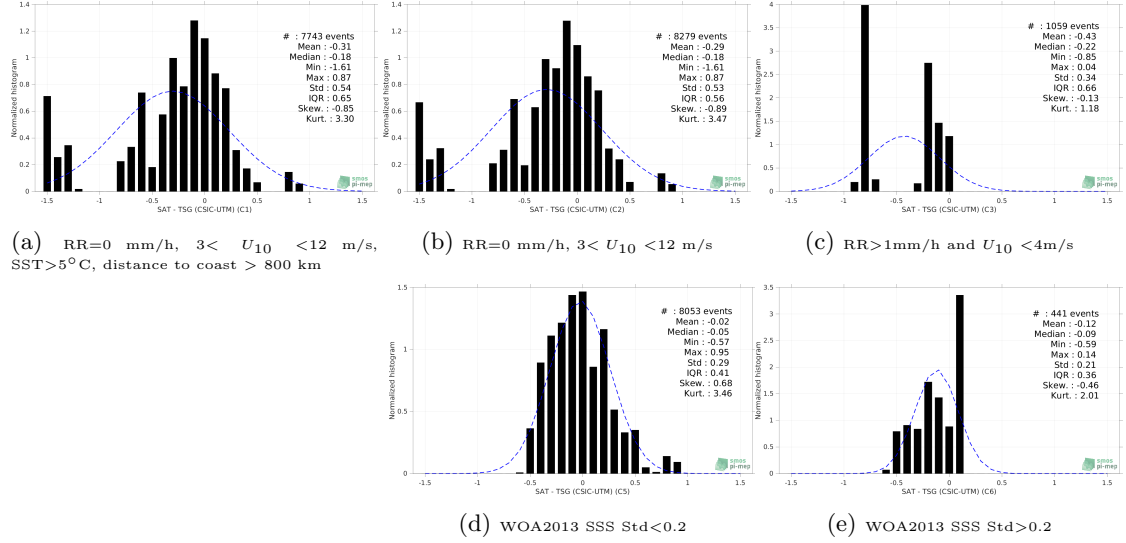 1.4
1.2
1
0.8
0.6
0.4
0.2
0
Normalized histogram
# : 7743 events
Mean : -0.31
Median : -0.18
Min : -1.61
Max : 0.87
Std : 0.54
IQR : 0.65
Skew. : -0.85
Kurt. : 3.30
smos
pi-mep
-1.5 -1 -0.5 0 0.5 1 1.5
SAT - TSG (CSIC-UTM) (C1)
(a) RR=0 mm/h, 3< U10 <12 m/s,
SST>5°C, distance to coast > 800 km
1.4
1.2
1
0.8
0.6
0.4
0.2
0
Normalized histogram
# : 8279 events
Mean : -0.29
Median : -0.18
Min : -1.61
Max : 0.87
Std : 0.53
IQR : 0.56
Skew. : -0.89
Kurt. : 3.47
smos
pi-mep
-1.5 -1 -0.5 0 0.5 1 1.5
SAT - TSG (CSIC-UTM) (C2)
(b) RR=0 mm/h, 3< U10 <12 m/s
4
3.5
3
2.5
2
1.5
1
0.5
0
Normalized histogram
# : 1059 events
Mean : -0.43
Median : -0.22
Min : -0.85
Max : 0.04
Std : 0.34
IQR : 0.66
Skew. : -0.13
Kurt. : 1.18
smos
pi-mep
-1.5 -1 -0.5 0 0.5 1 1.5
SAT - TSG (CSIC-UTM) (C3)
(c) RR>1mm/h and U10 <4m/s
1.5
1
0.5
0
Normalized histogram
# : 8053 events
Mean : -0.02
Median : -0.05
Min : -0.57
Max : 0.95
Std : 0.29
IQR : 0.41
Skew. : 0.68
Kurt. : 3.46
smos
pi-mep
-1.5 -1 -0.5 0 0.5 1 1.5
SAT - TSG (CSIC-UTM) (C5)
(d) WOA2013 SSS Std<0.2
3.5
3
2.5
2
1.5
1
0.5
0
Normalized histogram
# : 441 events
Mean : -0.12
Median : -0.09
Min : -0.59
Max : 0.14
Std : 0.21
IQR : 0.36
Skew. : -0.46
Kurt. : 2.01
smos
pi-mep
-1.5 -1 -0.5 0 0.5 1 1.5
SAT - TSG (CSIC-UTM) (C6)
(e) WOA2013 SSS Std>0.2